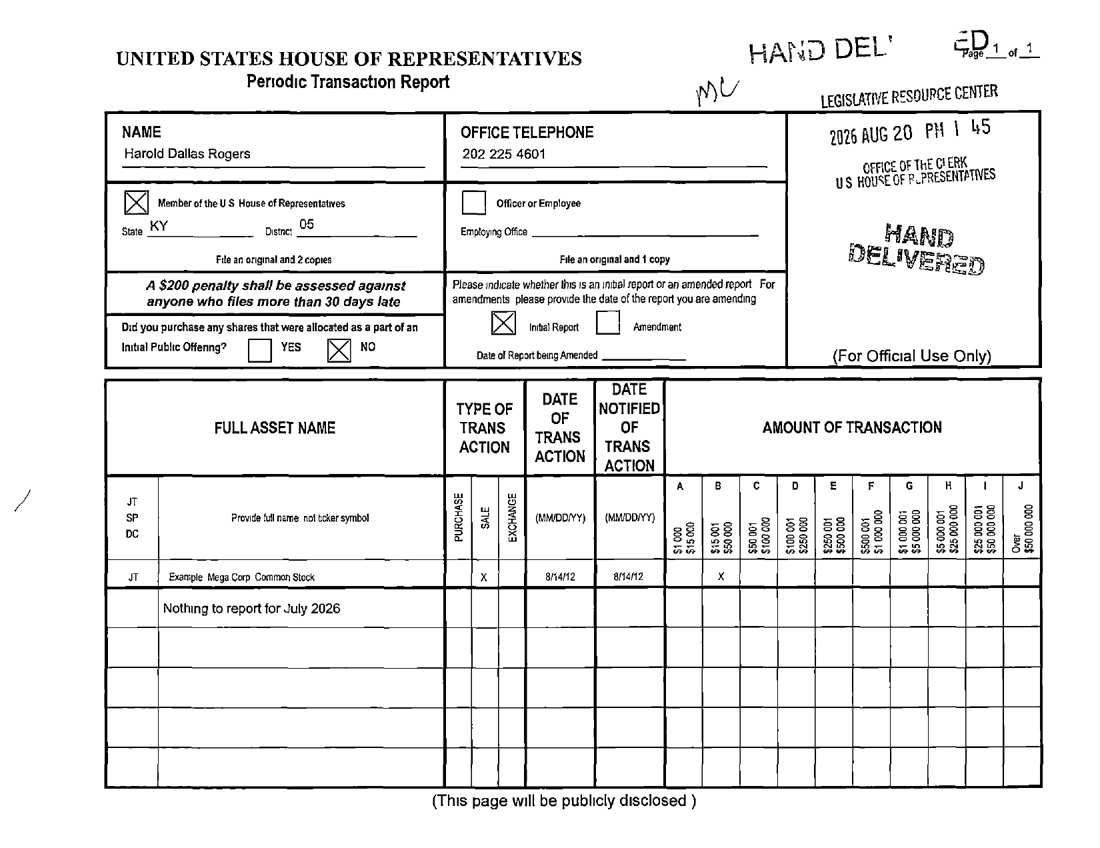 UNITED STATES HOUSE OF REPRESENTATIVES
Periodic Transaction Report
HAND DEL' ED
Page 1 of 1
MC
LEGISLATIVE RESOURCE CENTER
2026 AUG 20 PM 1 45
OFFICE OF THE CLERK
U S HOUSE OF REPRESENTATIVES
HAND
DELIVERED
(For Official Use Only)
NAME
Harold Dallas Rogers
OFFICE TELEPHONE
202 225 4601
Member of the U S House of Representatives
State KY District 05
File an original and 2 copies
Officer or Employee
Employing Office
File an original and 1 copy
A $200 penalty shall be assessed against
anyone who files more than 30 days late
Please indicate whether this is an initial report or an amended report For
amendments please provide the date of the report you are amending
Initial Report Amendment
Date of Report being Amended
Did you purchase any shares that were allocated as a part of an
Initial Public Offering? YES NO
FULL ASSET NAME
TYPE OF
TRANS
ACTION
DATE
OF
TRANS
ACTION
DATE
NOTIFIED
OF
TRANS
ACTION
AMOUNT OF TRANSACTION
JT
SP
DC
Provide full name not ticker symbol
PURCHASE
SALE
EXCHANGE
(MM/DD/YY)
(MM/DD/YY)
A
$1 000
$15 000
B
$15 001
$50 000
C
$50 001
$100 000
D
$100 001
$250 000
E
$250 001
$500 000
F
$500 001
$1 000 000
G
$1 000 001
$5 000 000
H
$5 000 001
$25 000 000
I
$25 000 001
$50 000 000
J
Over
$50 000 000
JT Example Mega Corp Common Stock X 8/14/12 8/14/12 X
Nothing to report for July 2026
(This page will be publicly disclosed )